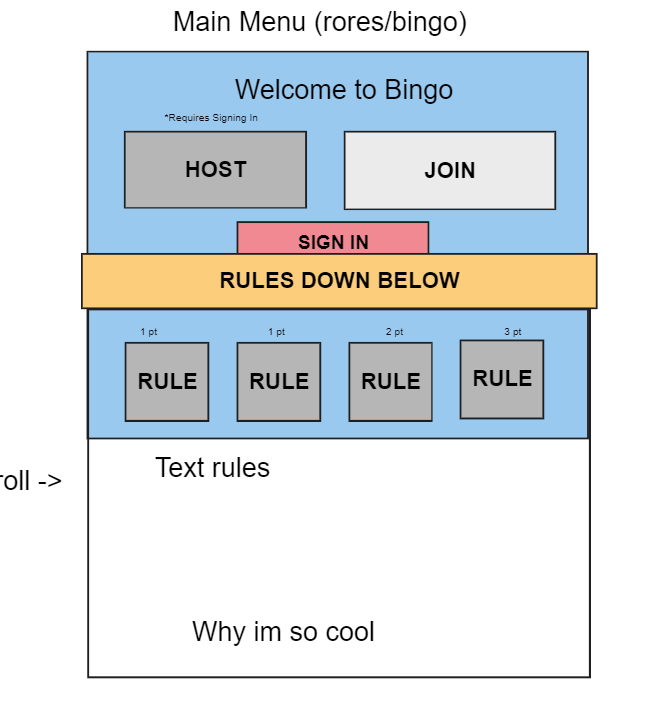 Main Menu (rores/bingo)
Welcome to Bingo
*Requires Signing In
HOST
JOIN
SIGN IN
RULES DOWN BELOW
1 pt
1 pt
2 pt
3 pt
RULE
RULE
RULE
RULE
Text rules
roll ->
Why im so cool